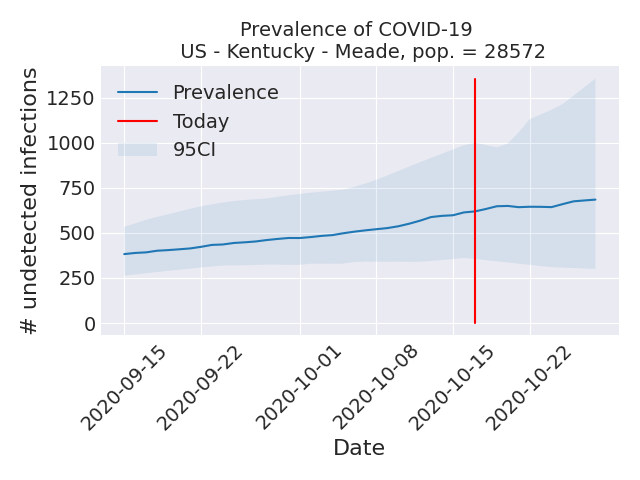 Prevalence of COVID-19
US - Kentucky - Meade, pop. = 28572
# undetected infections
1250
1000
750
500
250
0
Prevalence
Today
95CI
2020-09-15
2020-09-22
2020-10-01
2020-10-08
2020-10-15
2020-10-22
Date